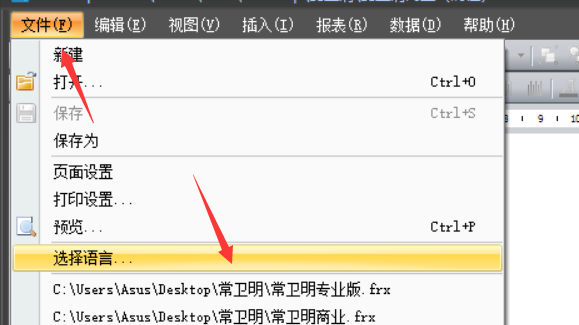 文件(F) 编辑(E) 视图(V) 插入(I) 报表(R) 数据(D) 帮助(H)
新建
打开... Ctrl+O
保存 Ctrl+S
9 10
保存为
页面设置
打印设置...
预览... Ctrl+P
选择语言...
C:\Users\Asus\Desktop\常卫明\常卫明专业版.frx
C:\Users\Asus\Desktop\常卫明\常卫明商业.frx